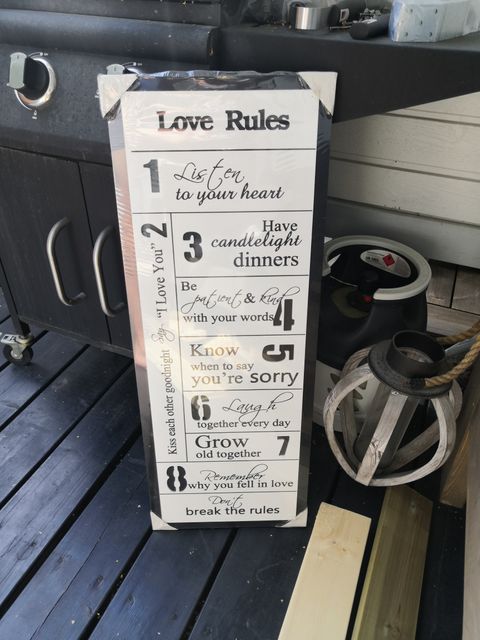 Love Rules
1 Listen
to your heart
2 Kiss each other goodnight say "I Love You"
3 Have
candlelight
dinners
Be
patient & kind
with your words 4
Know 5
when to say
you're sorry
6 Laugh
together every day
Grow 7
old together
8 Remember
why you fell in love
Don't
break the rules